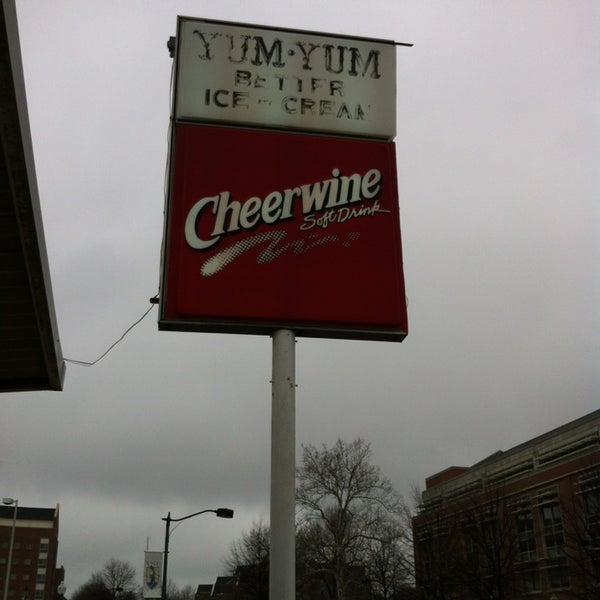 YUM·YUM
BETTER
ICE-CREAM
Cheerwine
Soft Drink